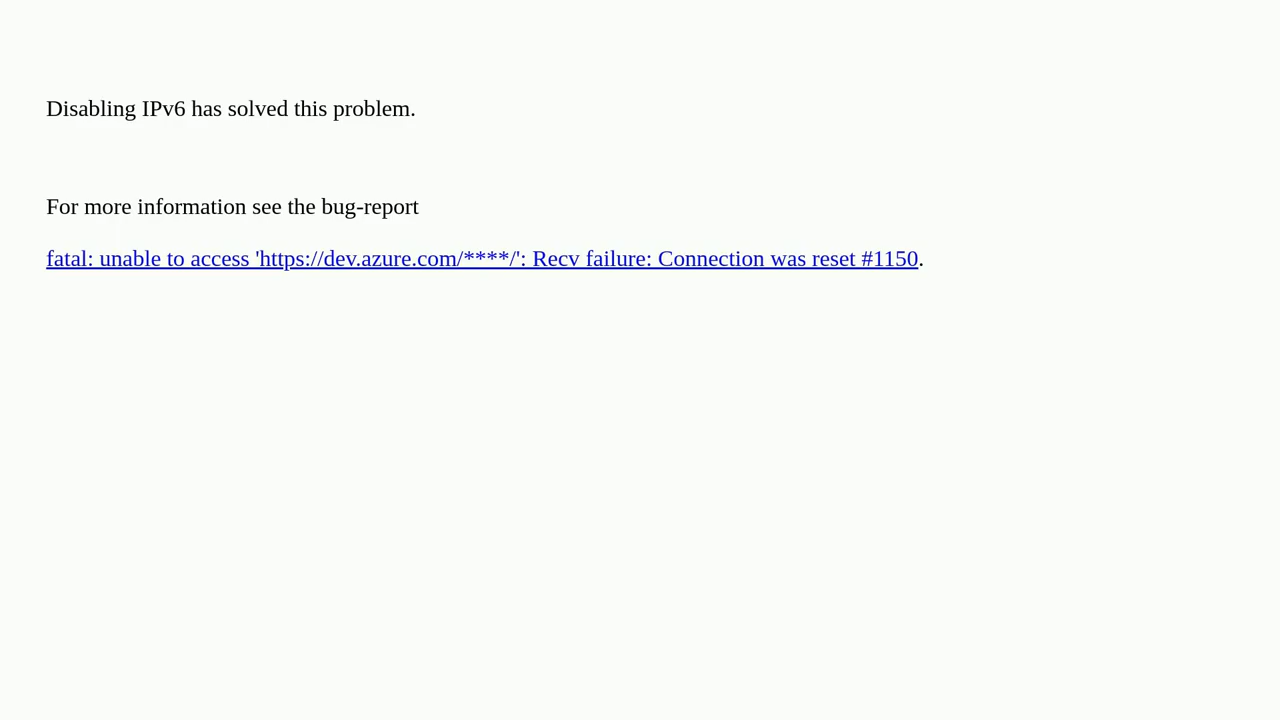 Disabling IPv6 has solved this problem.
For more information see the bug-report
fatal: unable to access 'https://dev.azure.com/****/': Recv failure: Connection was reset #1150.